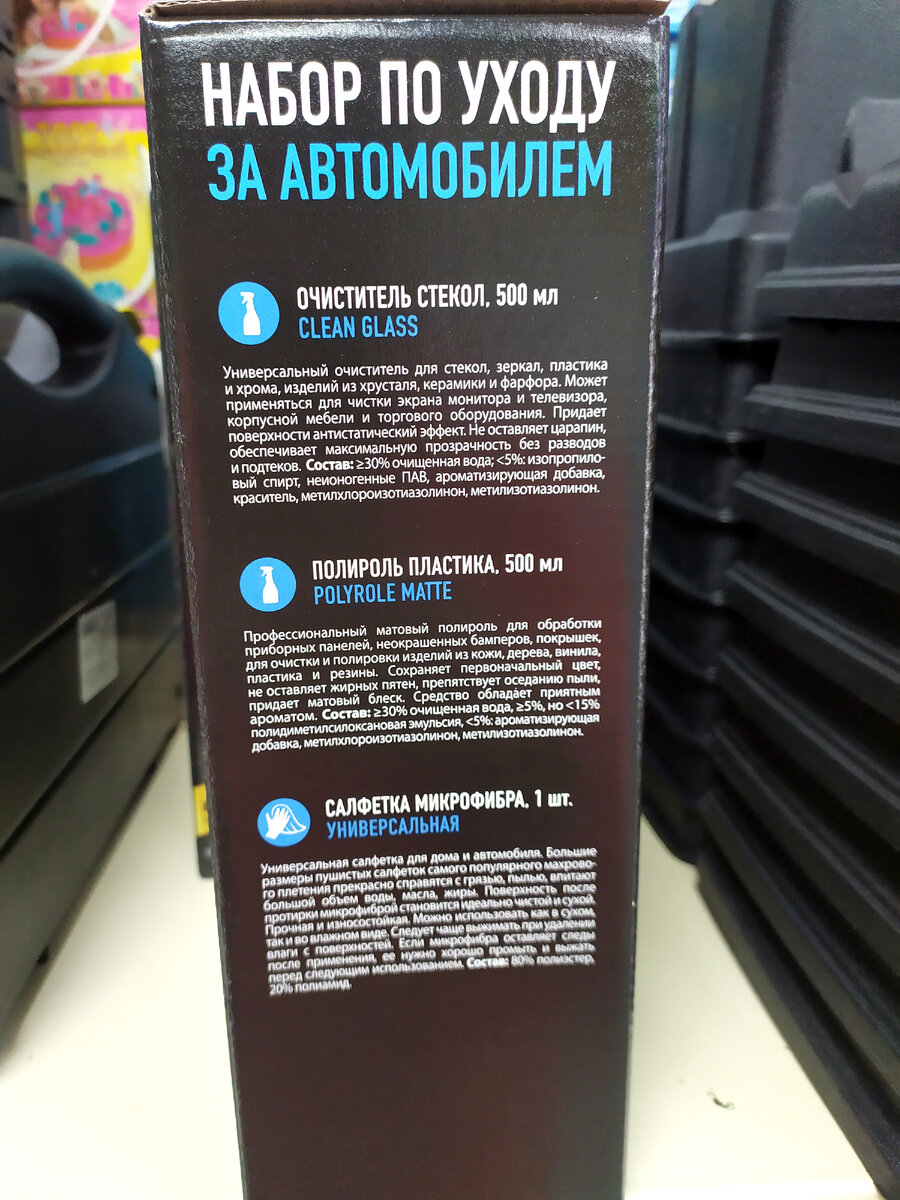 НАБОР ПО УХОДУ
ЗА АВТОМОБИЛЕМ
ОЧИСТИТЕЛЬ СТЕКОЛ, 500 мл
CLEAN GLASS
Универсальный очиститель для стекол, зеркал, пластика
и хрома, изделий из хрусталя, керамики и фарфора. Может
применяться для чистки экрана монитора и телевизора,
корпусной мебели и торгового оборудования. Придает
поверхности антистатический эффект. Не оставляет царапин,
обеспечивает максимальную прозрачность без разводов
и подтеков. Состав: ≥30% очищенная вода; <5%: изопропило-
вый спирт, неионогенные ПАВ, ароматизирующая добавка,
краситель, метилхлороизотиазолинон, метилизотиазолинон.
ПОЛИРОЛЬ ПЛАСТИКА, 500 мл
POLYROLE MATTE
Профессиональный матовый полироль для обработки
приборных панелей, неокрашенных бамперов, покрышек,
для очистки и полировки изделий из кожи, дерева, винила,
пластика и резины. Сохраняет первоначальный цвет,
не оставляет жирных пятен, препятствует оседанию пыли,
придает матовый блеск. Средство обладает приятным
ароматом. Состав: ≥30% очищенная вода, ≥5%, но <15%
полидиметилсилоксановая эмульсия, <5%: ароматизирующая
добавка, метилхлороизотиазолинон, метилизотиазолинон.
САЛФЕТКА МИКРОФИБРА, 1 шт.
УНИВЕРСАЛЬНАЯ
Универсальная салфетка для дома и автомобиля. Большие
размеры пушистых салфеток самого популярного махрово-
го плетения прекрасно справятся с грязью, пылью, впитают
большой объем воды, масла, жиры. Поверхность после
протирки микрофиброй становится идеально чистой и сухой.
Прочная и износостойкая. Можно использовать как в сухом,
так и во влажном виде. Следует чаще выжимать при удалении
влаги с поверхностей. Если микрофибра оставляет следы
после применения, ее нужно хорошо промыть и выжать
перед следующим использованием. Состав: 80% полиэстер,
20% полиамид.